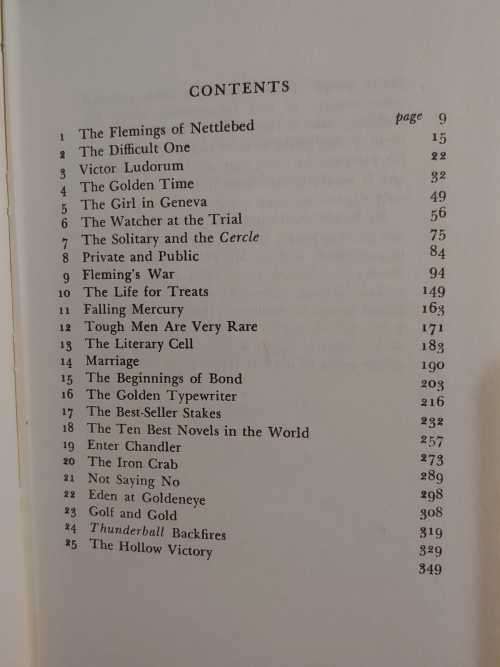 CONTENTS
page
1 The Flemings of Nettlebed 9
2 The Difficult One 15
3 Victor Ludorum 22
4 The Golden Time 32
5 The Girl in Geneva 49
6 The Watcher at the Trial 56
7 The Solitary and the Cercle 75
8 Private and Public 84
9 Fleming's War 94
10 The Life for Treats 149
11 Falling Mercury 163
12 Tough Men Are Very Rare 171
13 The Literary Cell 183
14 Marriage 190
15 The Beginnings of Bond 203
16 The Golden Typewriter 216
17 The Best-Seller Stakes 232
18 The Ten Best Novels in the World 257
19 Enter Chandler 273
20 The Iron Crab 289
21 Not Saying No 298
22 Eden at Goldeneye 308
23 Golf and Gold 319
24 Thunderball Backfires 329
25 The Hollow Victory 349